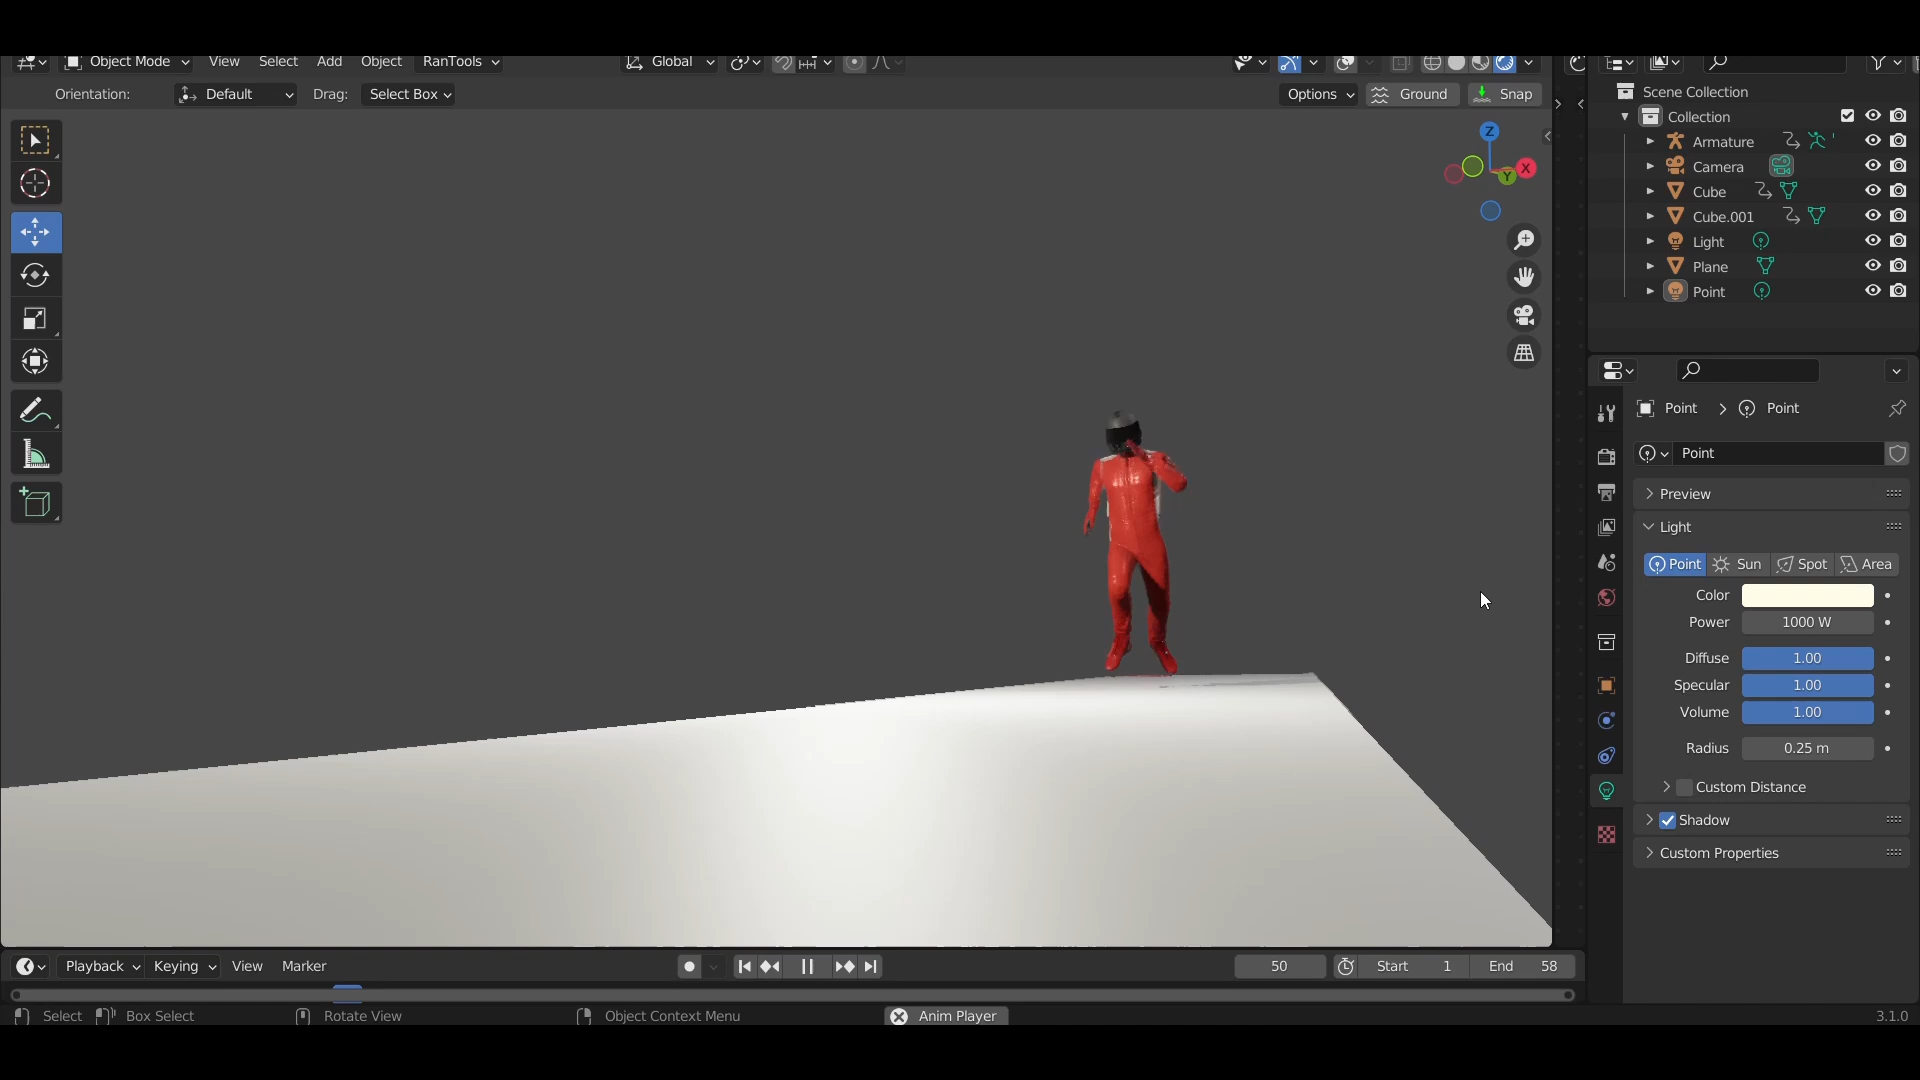 Object Mode View Select Add Object RanTools Global
Orientation: Default Drag: Select Box Options Ground Snap
Z
X
Y
Scene Collection
Collection
Armature
Camera
Cube
Cube.001
Light
Plane
Point
Point Point
Point
Preview
Light
Point Sun Spot Area
Color
Power 1000 W
Diffuse 1.00
Specular 1.00
Volume 1.00
Radius 0.25 m
Custom Distance
Shadow
Custom Properties
Playback Keying View Marker 50 Start 1 End 58
Select Box Select Rotate View Object Context Menu Anim Player 3.1.0